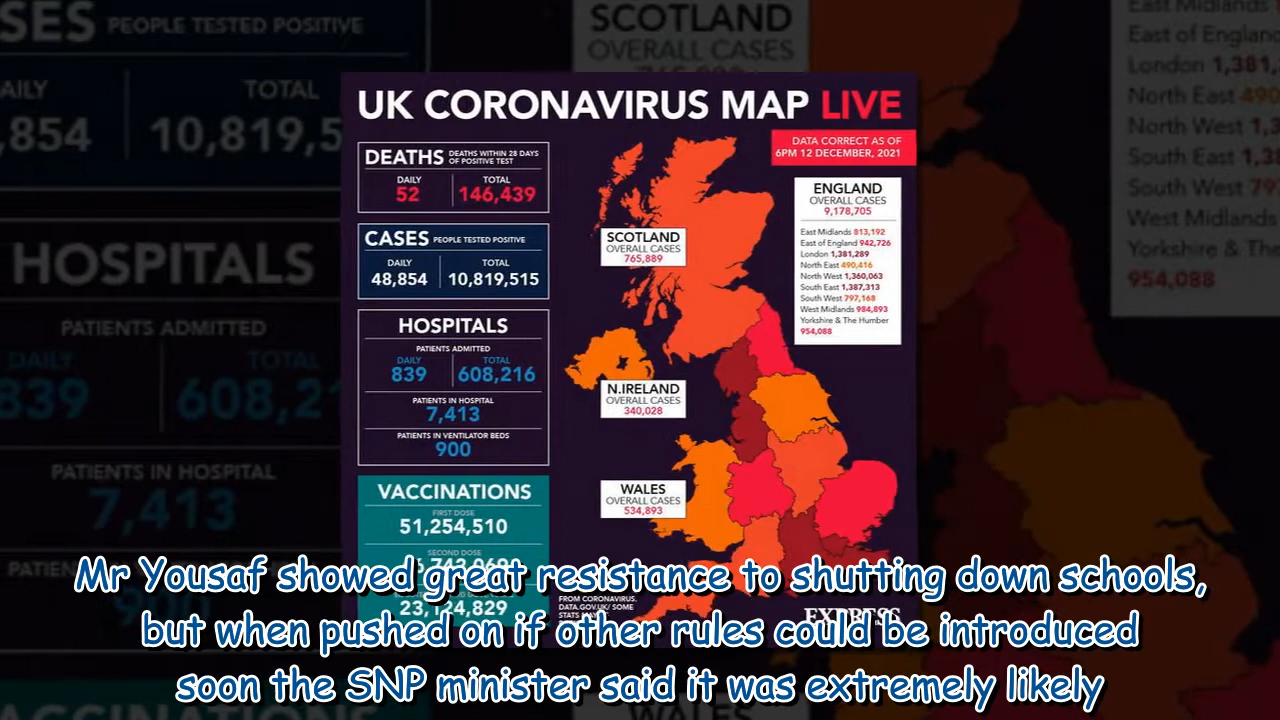 UK CORONAVIRUS MAP LIVE
DATA CORRECT AS OF
6PM 12 DECEMBER, 2021
DEATHS DEATHS WITHIN 28 DAYS
OF POSITIVE TEST
DAILY TOTAL
52 146,439
CASES PEOPLE TESTED POSITIVE
DAILY TOTAL
48,854 10,819,515
HOSPITALS
PATIENTS ADMITTED
DAILY TOTAL
839 608,216
PATIENTS IN HOSPITAL
7,413
PATIENTS IN VENTILATOR BEDS
900
VACCINATIONS
FIRST DOSE
51,254,510
SECOND DOSE
23,124,829
SCOTLAND
OVERALL CASES
765,889
N.IRELAND
OVERALL CASES
340,028
WALES
OVERALL CASES
534,893
ENGLAND
OVERALL CASES
9,178,705
East Midlands 813,192
East of England 942,726
London 1,381,289
North East 490,416
North West 1,360,063
South East 1,387,313
South West 797,168
West Midlands 984,893
Yorkshire & The Humber
954,088
FROM CORONAVIRUS.
DATA.GOV.UK/ SOME
STATS
EXPRESS
Mr Yousaf showed great resistance to shutting down schools,
but when pushed on if other rules could be introduced
soon the SNP minister said it was extremely likely